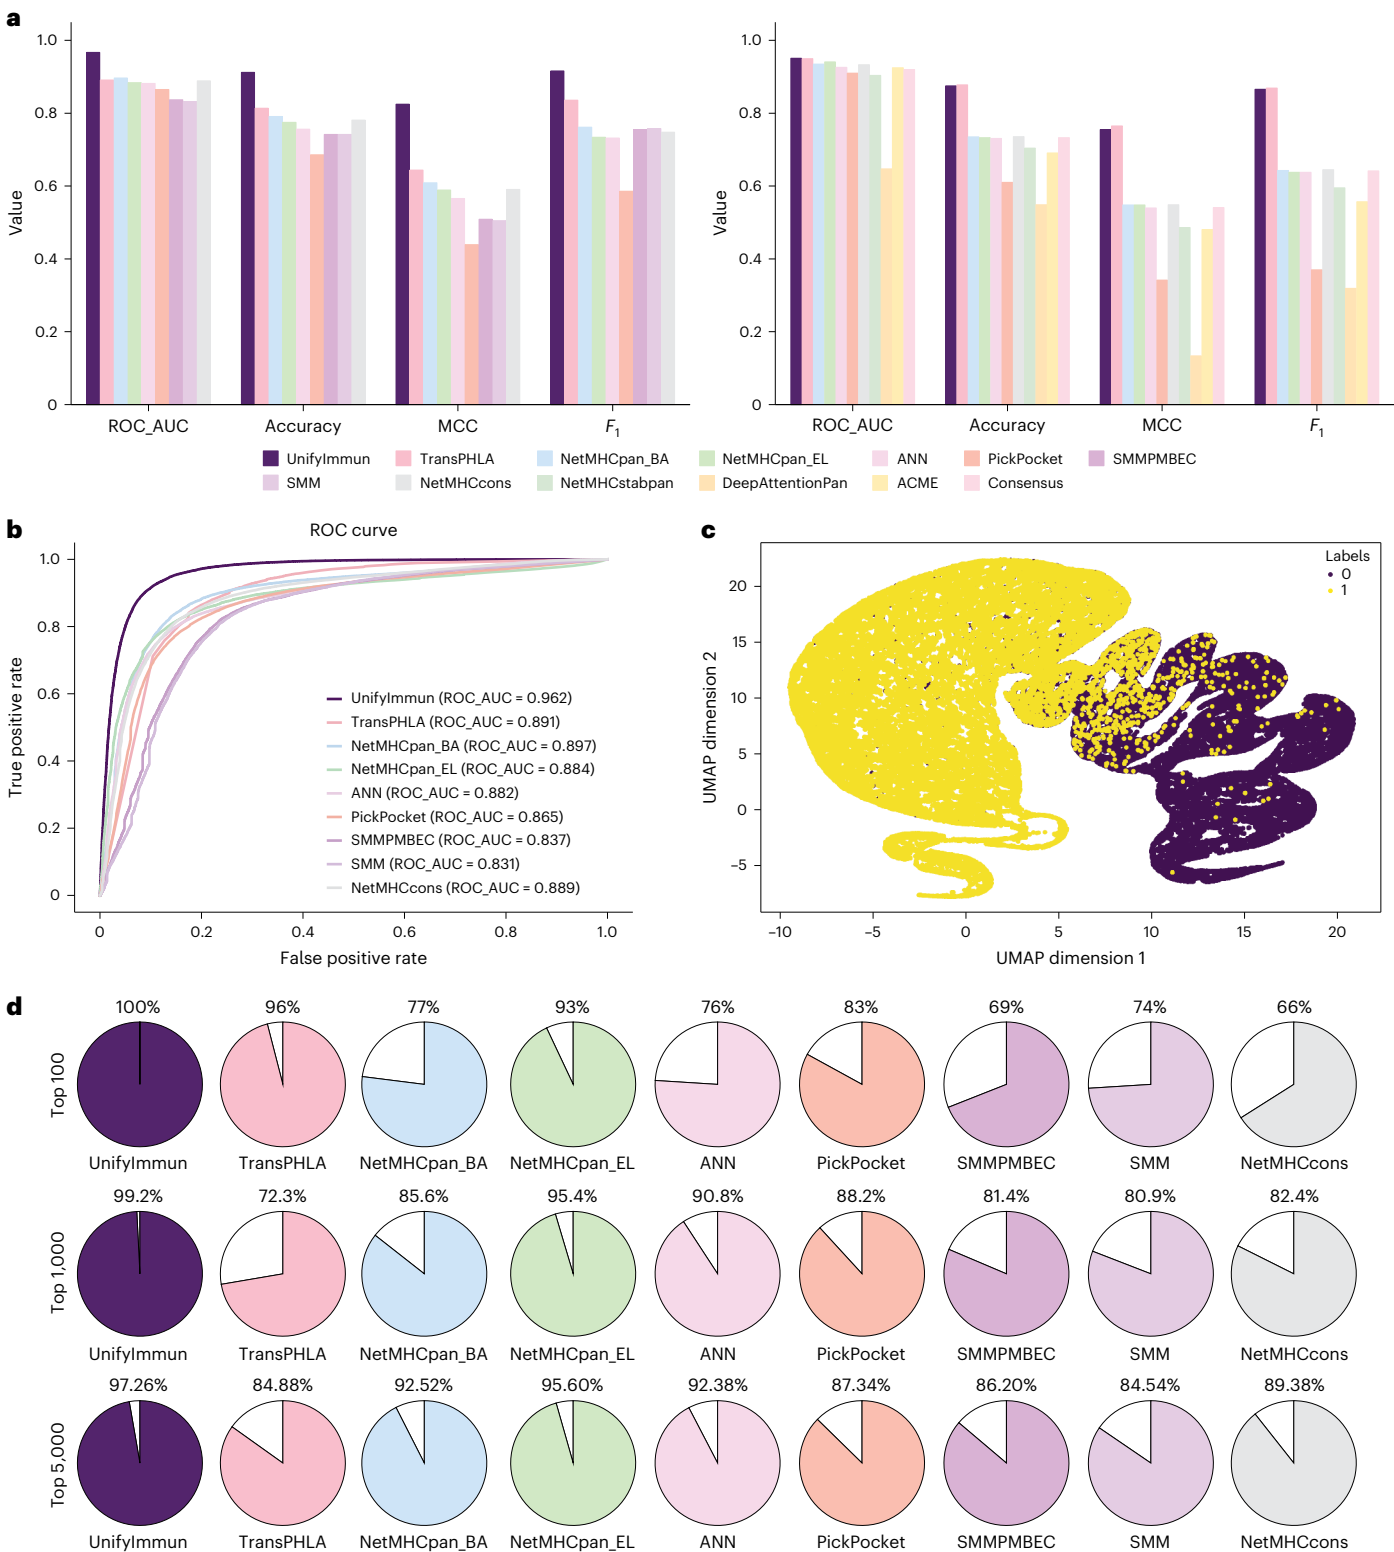 a
1.0
0.8
0.6
0.4
0.2
0
Value
ROC_AUC
Accuracy
MCC
F1
1.0
0.8
0.6
0.4
0.2
0
Value
ROC_AUC
Accuracy
MCC
F1
UnifyImmun TransPHLA NetMHCpan_BA NetMHCpan_EL ANN PickPocket SMMPMBEC
SMM NetMHCcons NetMHCstabpan DeepAttentionPan ACME Consensus
b
ROC curve
1.0
0.8
0.6
0.4
0.2
0
True positive rate
UnifyImmun (ROC_AUC = 0.962)
TransPHLA (ROC_AUC = 0.891)
NetMHCpan_BA (ROC_AUC = 0.897)
NetMHCpan_EL (ROC_AUC = 0.884)
ANN (ROC_AUC = 0.882)
PickPocket (ROC_AUC = 0.865)
SMMPMBEC (ROC_AUC = 0.837)
SMM (ROC_AUC = 0.831)
NetMHCcons (ROC_AUC = 0.889)
0 0.2 0.4 0.6 0.8 1.0
False positive rate
c
Labels
0
1
20
15
10
5
0
–5
UMAP dimension 2
–10 –5 0 5 10 15 20
UMAP dimension 1
d
100% 96% 77% 93% 76% 83% 69% 74% 66%
Top 100
UnifyImmun TransPHLA NetMHCpan_BA NetMHCpan_EL ANN PickPocket SMMPMBEC SMM NetMHCcons
99.2% 72.3% 85.6% 95.4% 90.8% 88.2% 81.4% 80.9% 82.4%
Top 1,000
UnifyImmun TransPHLA NetMHCpan_BA NetMHCpan_EL ANN PickPocket SMMPMBEC SMM NetMHCcons
97.26% 84.88% 92.52% 95.60% 92.38% 87.34% 86.20% 84.54% 89.38%
Top 5,000
UnifyImmun TransPHLA NetMHCpan_BA NetMHCpan_EL ANN PickPocket SMMPMBEC SMM NetMHCcons